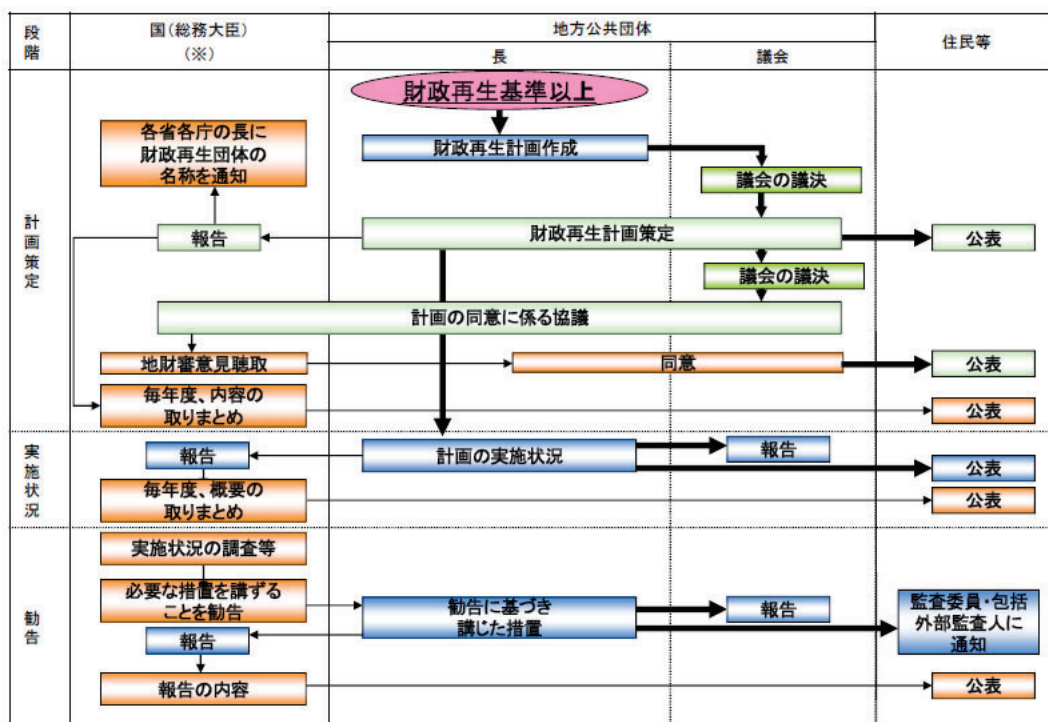 段
階
国(総務大臣)
(※)
地方公共団体
長
議会
住民等
財政再生基準以上
各省各庁の長に
財政再生団体の
名称を通知
財政再生計画作成
議会の議決
計
画
策
定
報告
財政再生計画策定
公表
議会の議決
計画の同意に係る協議
地財審意見聴取
同意
公表
毎年度、内容の
取りまとめ
公表
実
施
状
況
報告
計画の実施状況
報告
公表
毎年度、概要の
取りまとめ
公表
勧
告
実施状況の調査等
必要な措置を講ずる
ことを勧告
勧告に基づき
講じた措置
報告
監査委員・包括
外部監査人に
通知
報告
報告の内容
公表